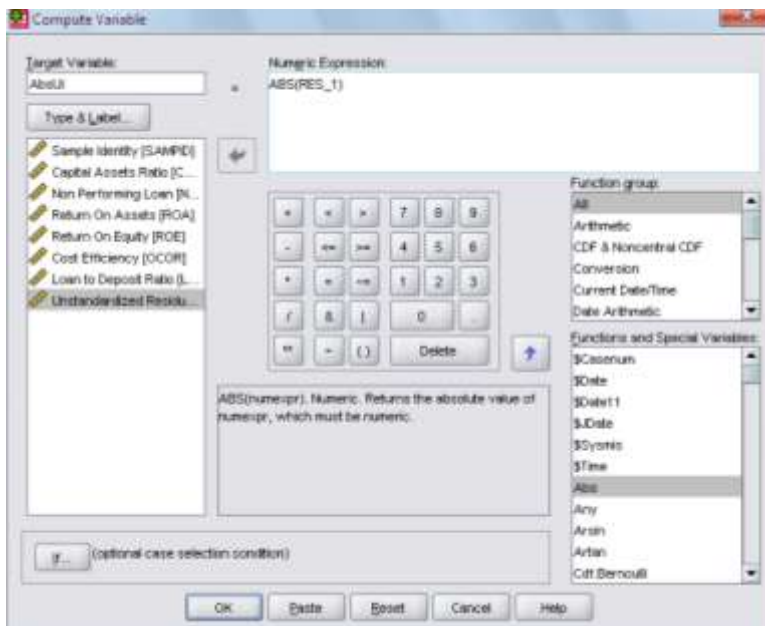 Compute Variable
Target Variable:
AbsUi
Type & Label...
=
Numeric Expression:
ABS(RES_1)
Sample Identity [SAMPID]
Capital Assets Ratio [C...
Non Performing Loan [N...
Return On Assets [ROA]
Return On Equity [ROE]
Cost Efficiency [OCOR]
Loan to Deposit Ratio [L...
Unstandardized Residu...
+ < > 7 8 9
- <= >= 4 5 6
* = ~= 1 2 3
/ & | 0 .
** ~ ( ) Delete
ABS(numexpr). Numeric. Returns the absolute value of
numexpr, which must be numeric.
Function group:
All
Arithmetic
CDF & Noncentral CDF
Conversion
Current Date/Time
Date Arithmetic
Functions and Special Variables:
$Casenum
$Date
$Date11
$JDate
$Sysmis
$Time
Abs
Any
Arsin
Artan
Cdf.Bernoulli
If... (optional case selection condition)
OK Paste Reset Cancel Help